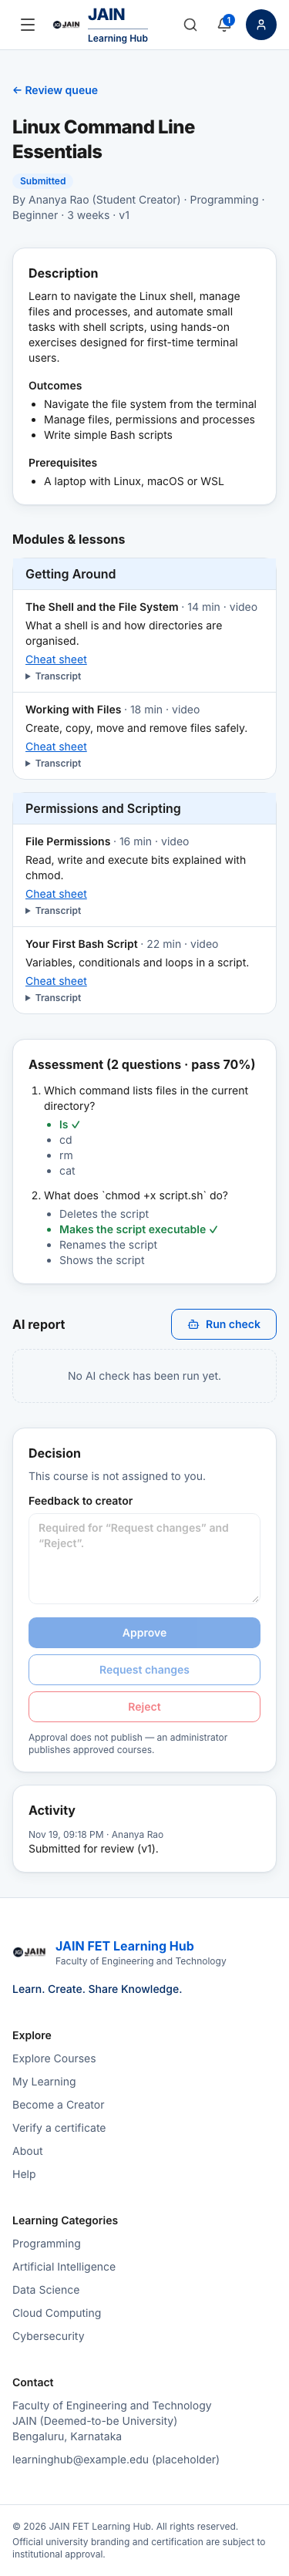 JAIN
JAIN
Learning Hub
1
← Review queue
Linux Command Line
Essentials
Submitted
By Ananya Rao (Student Creator) · Programming ·
Beginner · 3 weeks · v1
Description
Learn to navigate the Linux shell, manage
files and processes, and automate small
tasks with shell scripts, using hands-on
exercises designed for first-time terminal
users.
Outcomes
• Navigate the file system from the terminal
• Manage files, permissions and processes
• Write simple Bash scripts
Prerequisites
• A laptop with Linux, macOS or WSL
Modules & lessons
Getting Around
The Shell and the File System · 14 min · video
What a shell is and how directories are
organised.
Cheat sheet
▶ Transcript
Working with Files · 18 min · video
Create, copy, move and remove files safely.
Cheat sheet
▶ Transcript
Permissions and Scripting
File Permissions · 16 min · video
Read, write and execute bits explained with
chmod.
Cheat sheet
▶ Transcript
Your First Bash Script · 22 min · video
Variables, conditionals and loops in a script.
Cheat sheet
▶ Transcript
Assessment (2 questions · pass 70%)
1. Which command lists files in the current
directory?
• ls ✓
• cd
• rm
• cat
2. What does `chmod +x script.sh` do?
• Deletes the script
• Makes the script executable ✓
• Renames the script
• Shows the script
AI report
Run check
No AI check has been run yet.
Decision
This course is not assigned to you.
Feedback to creator
Required for “Request changes” and
“Reject”.
Approve
Request changes
Reject
Approval does not publish — an administrator
publishes approved courses.
Activity
Nov 19, 09:18 PM · Ananya Rao
Submitted for review (v1).
JAIN
JAIN FET Learning Hub
Faculty of Engineering and Technology
Learn. Create. Share Knowledge.
Explore
Explore Courses
My Learning
Become a Creator
Verify a certificate
About
Help
Learning Categories
Programming
Artificial Intelligence
Data Science
Cloud Computing
Cybersecurity
Contact
Faculty of Engineering and Technology
JAIN (Deemed-to-be University)
Bengaluru, Karnataka
learninghub@example.edu (placeholder)
© 2026 JAIN FET Learning Hub. All rights reserved.
Official university branding and certification are subject to
institutional approval.